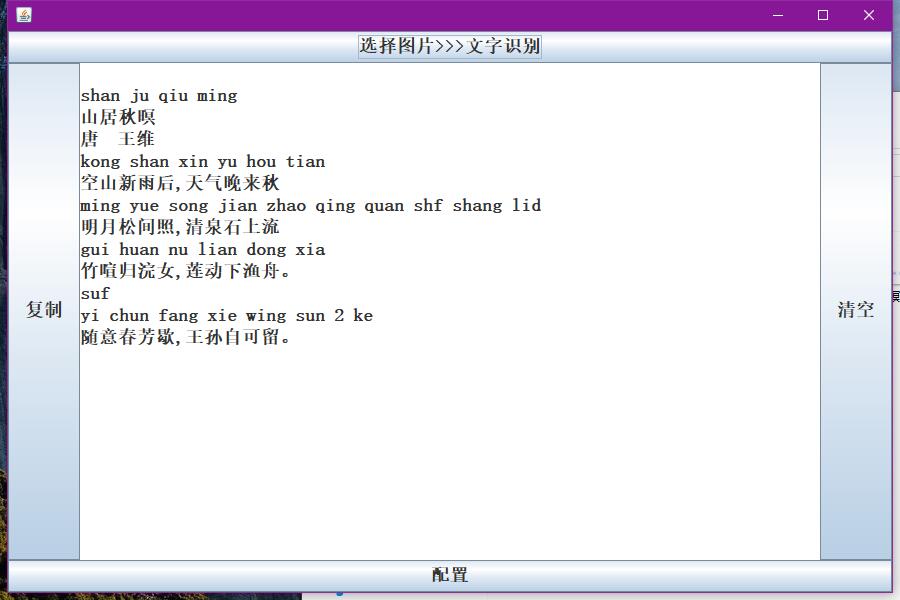 选择图片>>>文字识别
复制
shan ju qiu ming
山居秋暝
唐 王维
kong shan xin yu hou tian
空山新雨后,天气晚来秋
ming yue song jian zhao qing quan shf shang lid
明月松间照,清泉石上流
gui huan nu lian dong xia
竹喧归浣女,莲动下渔舟。
suf
yi chun fang xie wing sun 2 ke
随意春芳歇,王孙自可留。
清空
配置